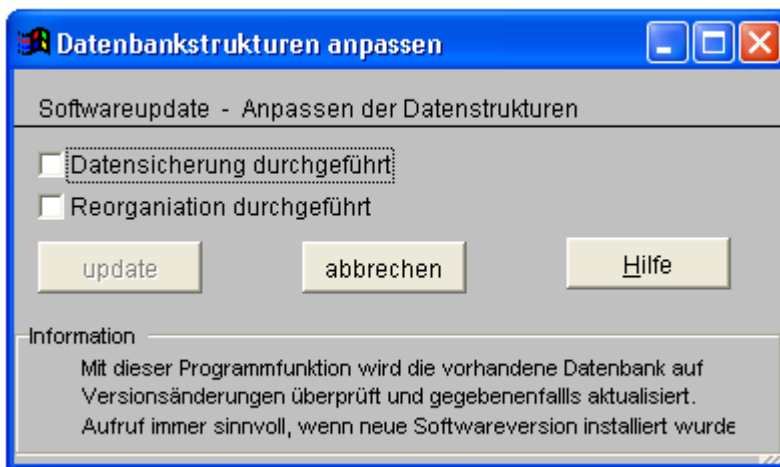 Datenbankstrukturen anpassen
Softwareupdate - Anpassen der Datenstrukturen
Datensicherung durchgeführt
Reorganiation durchgeführt
update abbrechen Hilfe
Information
Mit dieser Programmfunktion wird die vorhandene Datenbank auf
Versionsänderungen überprüft und gegebenenfallls aktualisiert.
Aufruf immer sinnvoll, wenn neue Softwareversion installiert wurde